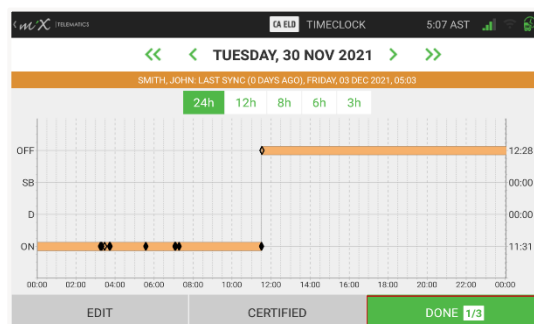 miX TELEMATICS CA ELD TIMECLOCK 5:07 AST
<< < TUESDAY, 30 NOV 2021 > >>
SMITH, JOHN: LAST SYNC (0 DAYS AGO), FRIDAY, 03 DEC 2021, 05:03
24h 12h 8h 6h 3h
OFF 12:28
SB 00:00
D 00:00
ON 11:31
00:00 02:00 04:00 06:00 08:00 10:00 12:00 14:00 16:00 18:00 20:00 22:00 00:00
EDIT CERTIFIED DONE 1/3